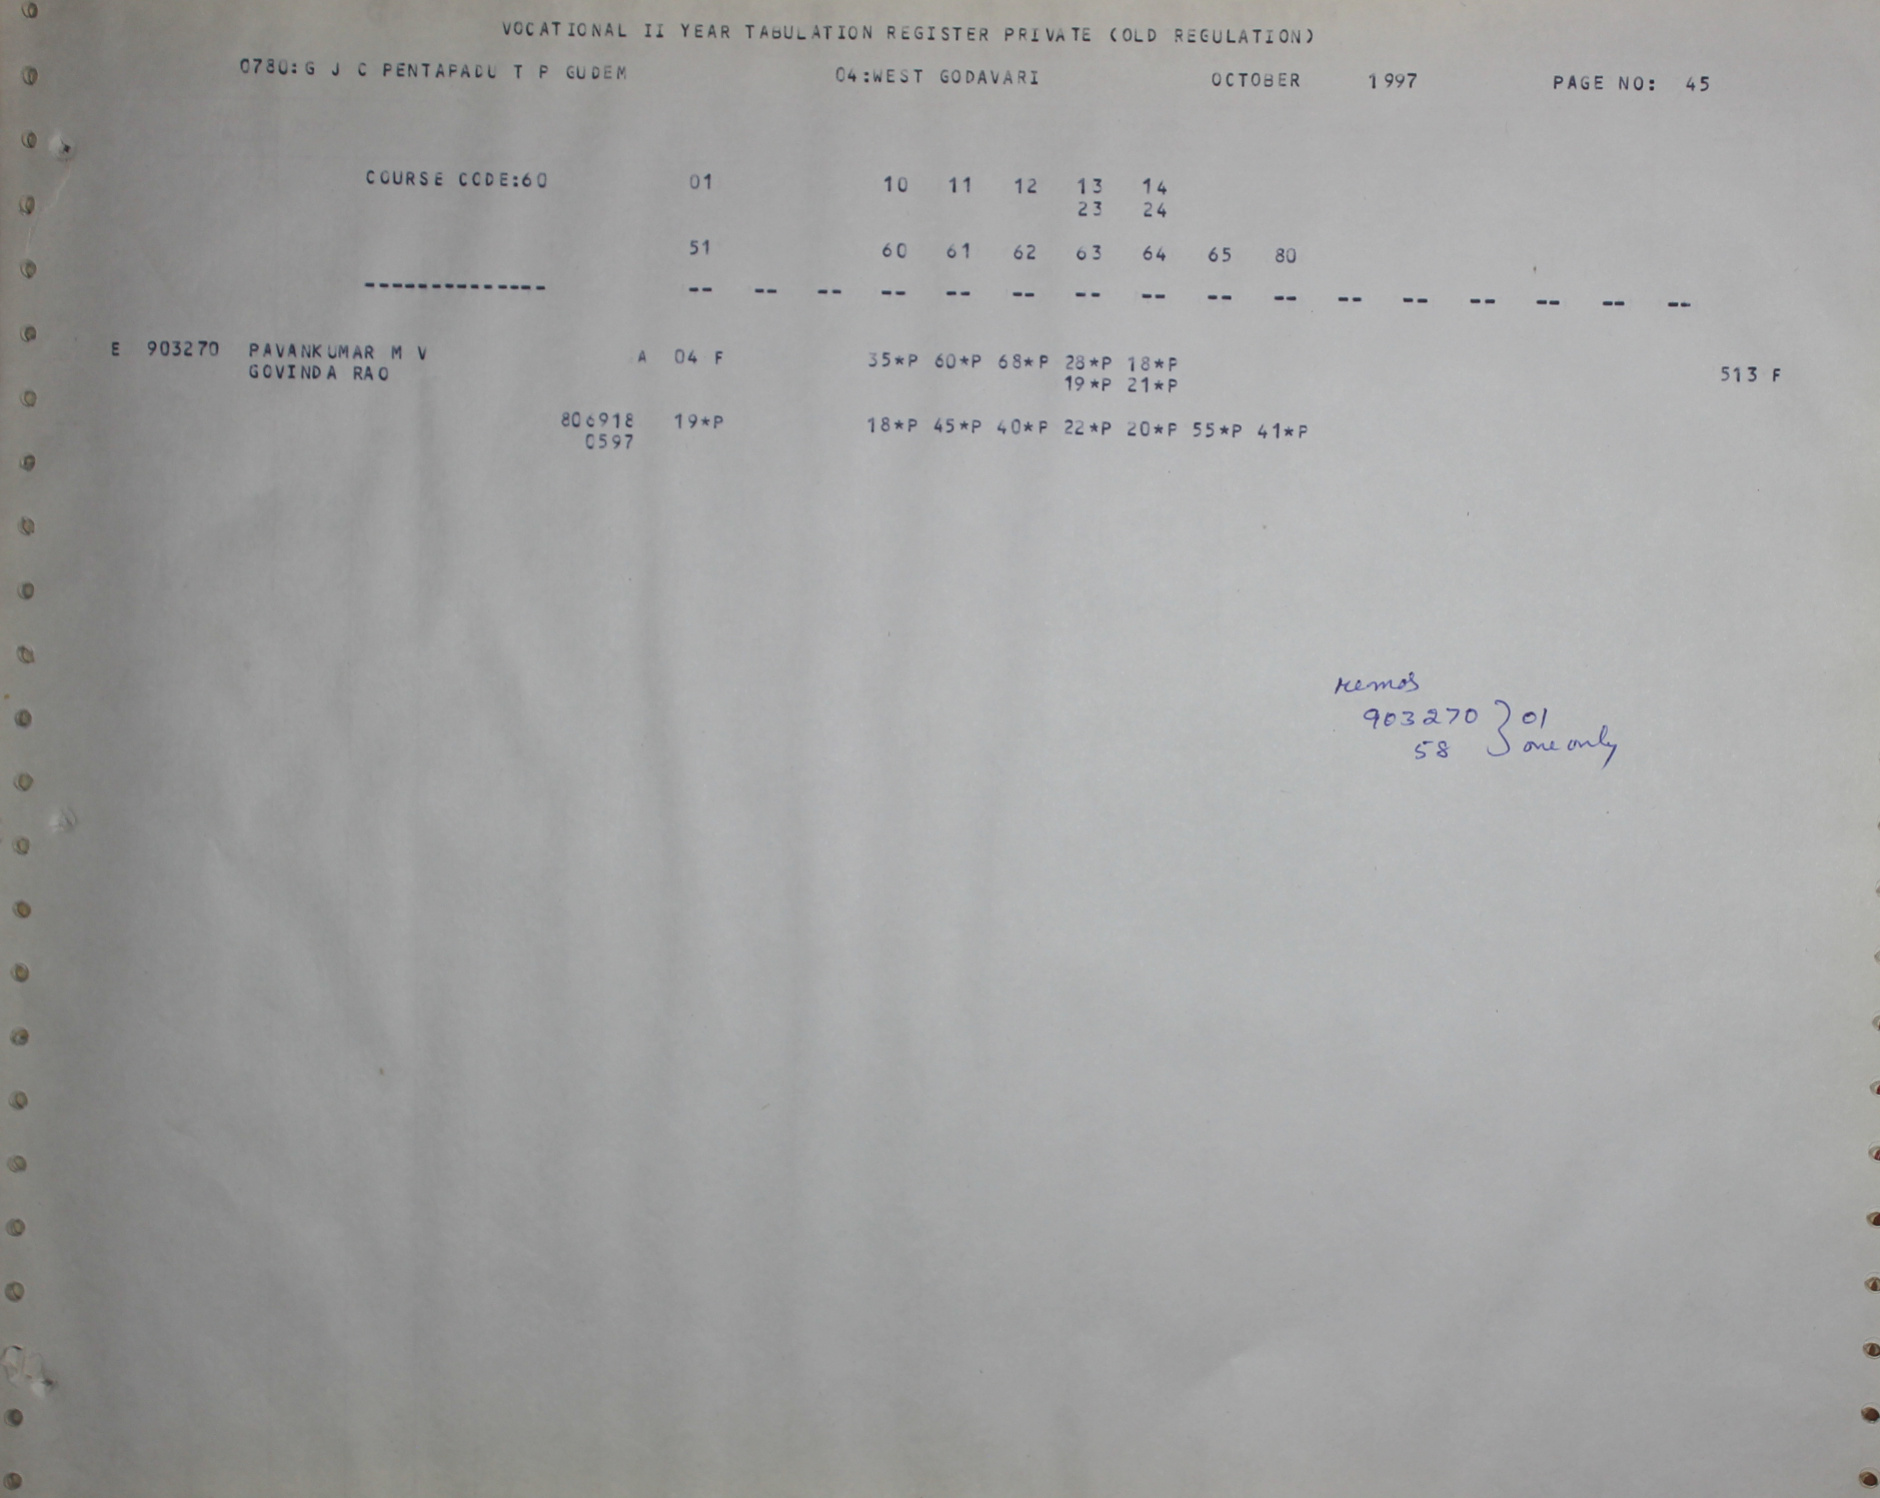 VOCATIONAL II YEAR TABULATION REGISTER PRIVATE (OLD REGULATION)
0780:G J C PENTAPADU T P GUDEM 04:WEST GODAVARI OCTOBER 1997 PAGE NO: 45
COURSE CODE:60 01 10 11 12 13 14
23 24
51 60 61 62 63 64 65 80
-------------- -- -- -- -- -- -- -- -- -- -- -- -- -- -- -- --
E 903270 PAVANKUMAR M V A 04 F 35*P 60*P 68*P 28*P 18*P
GOVINDA RAO 19*P 21*P 513 F
806918 19*P 18*P 45*P 40*P 22*P 20*P 55*P 41*P
0597
903270 } 01
58 } one only